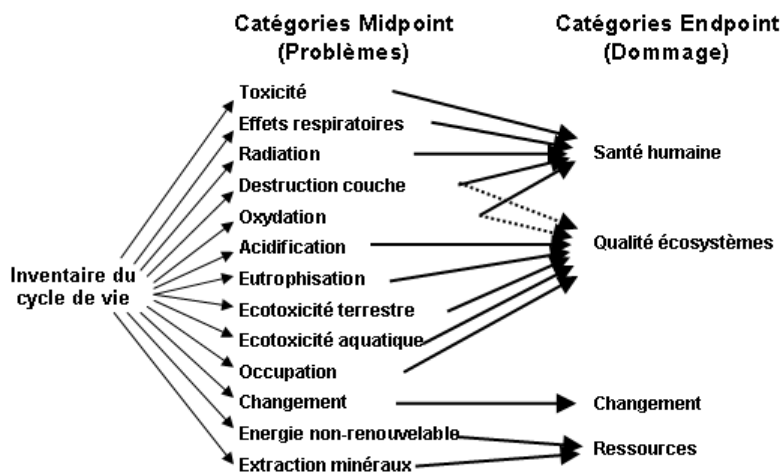 Catégories Midpoint
(Problèmes)
Catégories Endpoint
(Dommage)
Inventaire du
cycle de vie
Toxicité
Effets respiratoires
Radiation
Destruction couche
Oxydation
Acidification
Eutrophisation
Ecotoxicité terrestre
Ecotoxicité aquatique
Occupation
Changement
Energie non-renouvelable
Extraction minéraux
Santé humaine
Qualité écosystèmes
Changement
Ressources